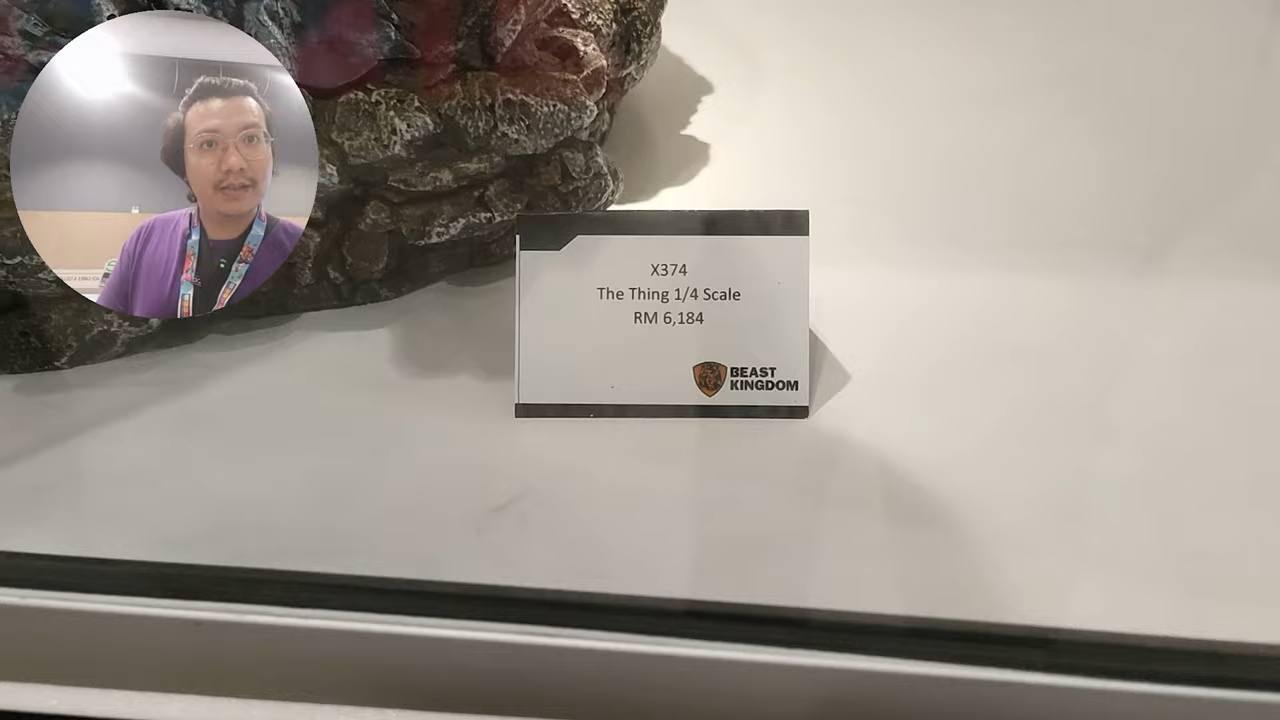 X374
The Thing 1/4 Scale
RM 6,184
BEAST
KINGDOM